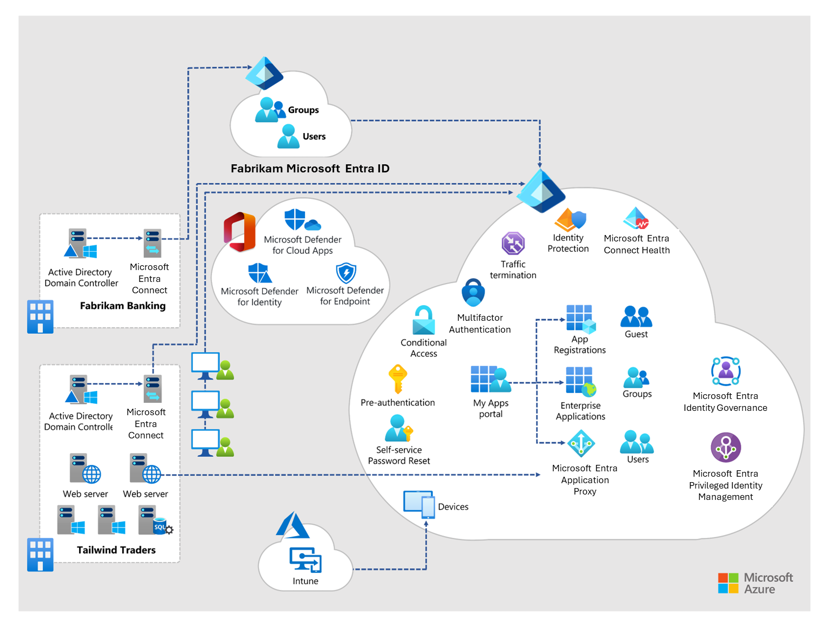 Groups
Users
Fabrikam Microsoft Entra ID
Active Directory
Domain Controller
Microsoft
Entra
Connect
Fabrikam Banking
Microsoft Defender
for Cloud Apps
Microsoft Defender
for Identity
Microsoft Defender
for Endpoint
Identity
Protection
Microsoft Entra
Connect Health
Traffic
termination
Multifactor
Authentication
Conditional
Access
App
Registrations
Guest
Pre-authentication
My Apps
portal
Enterprise
Applications
Groups
Microsoft Entra
Identity Governance
Self-service
Password Reset
Microsoft Entra
Application
Proxy
Users
Microsoft Entra
Privileged Identity
Management
Active Directory
Domain Controlle
Microsoft
Entra
Connect
Web server
Web server
SQL
Tailwind Traders
Devices
Intune
Microsoft
Azure